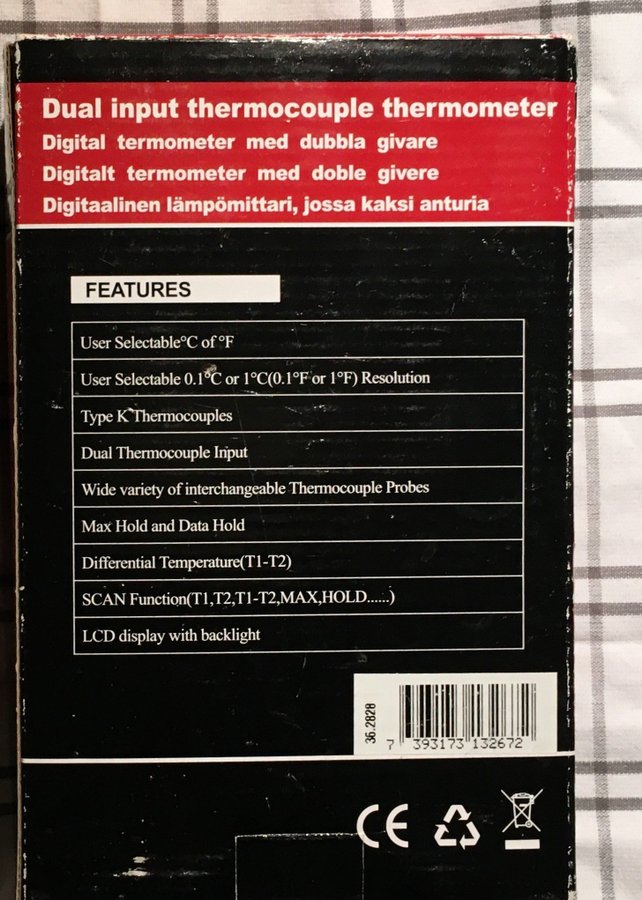 Dual input thermocouple thermometer
Digital termometer med dubbla givare
Digitalt termometer med doble givere
Digitaalinen lämpömittari, jossa kaksi anturia
FEATURES
User Selectable°C of °F
User Selectable 0.1°C or 1°C(0.1°F or 1°F) Resolution
Type K Thermocouples
Dual Thermocouple Input
Wide variety of interchangeable Thermocouple Probes
Max Hold and Data Hold
Differential Temperature(T1-T2)
SCAN Function(T1,T2,T1-T2,MAX,HOLD......)
LCD display with backlight
36.2828
7 393173 132672
CE